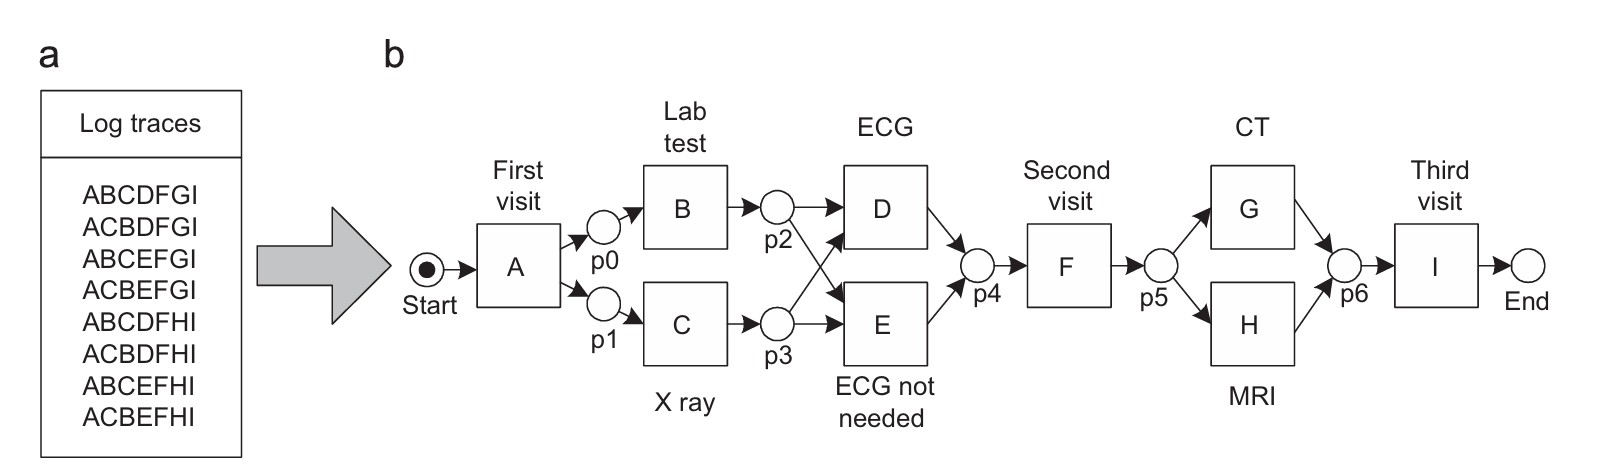 a
Log traces
ABCDFGI
ACBDFGI
ABCEFGI
ACBEFGI
ABCDFHI
ACBDFHI
ABCEFHI
ACBEFHI
b
Start
First
visit
A
p0
p1
Lab
test
B
C
X ray
p2
p3
ECG
D
E
ECG not
needed
p4
Second
visit
F
p5
CT
G
H
MRI
p6
Third
visit
I
End